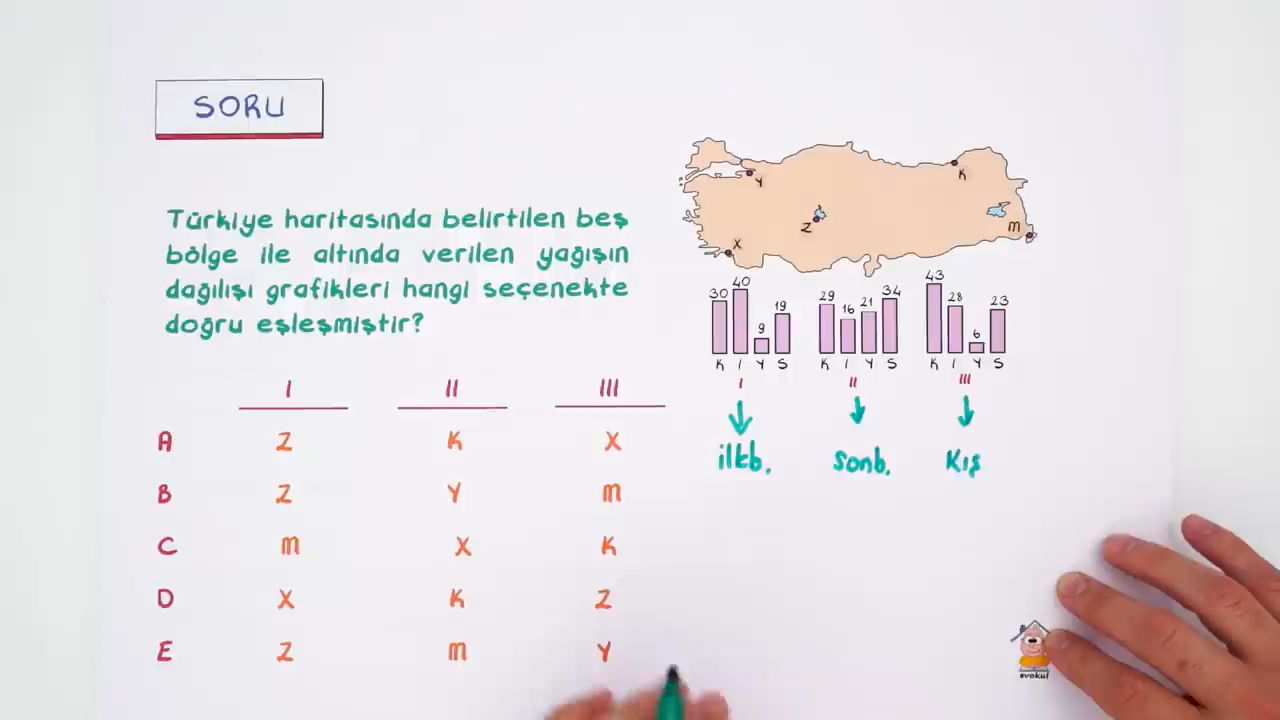 SORU
Türkiye haritasında belirtilen beş
bölge ile altında verilen yağışın
dağılışı grafikleri hangi seçenekte
doğru eşleşmiştir?
I II III
A Z K X
B Z Y M
C M X K
D X K Z
E Z M Y
Y
K
Z
M
X
30 40 9 19
K I Y S
I
29 16 21 34
K I Y S
II
43 28 6 23
K I Y S
III
ilkb. Sonb. Kış
evokul